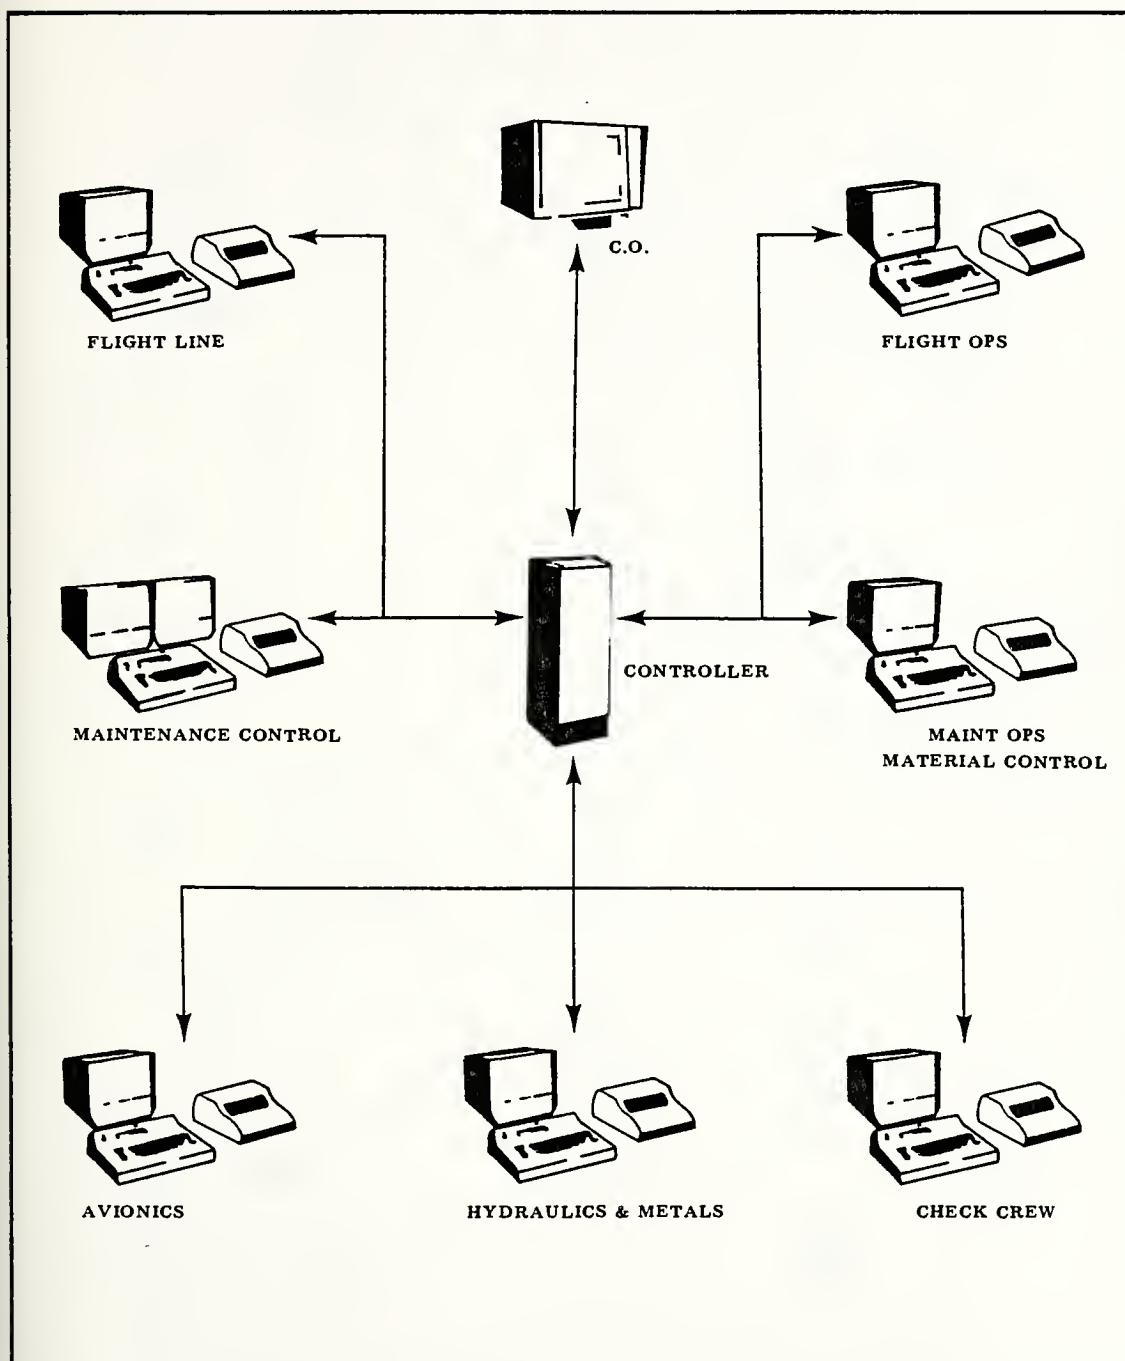 C.O.
FLIGHT LINE
FLIGHT OPS
CONTROLLER
MAINTENANCE CONTROL
MAINT OPS
MATERIAL CONTROL
AVIONICS
HYDRAULICS & METALS
CHECK CREW